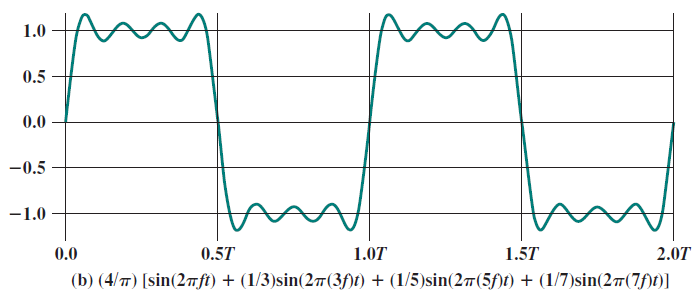 1.0
0.5
0.0
−0.5
−1.0
0.0 0.5T 1.0T 1.5T 2.0T
(b) (4/π) [sin(2πft) + (1/3)sin(2π(3f)t) + (1/5)sin(2π(5f)t) + (1/7)sin(2π(7f)t)]